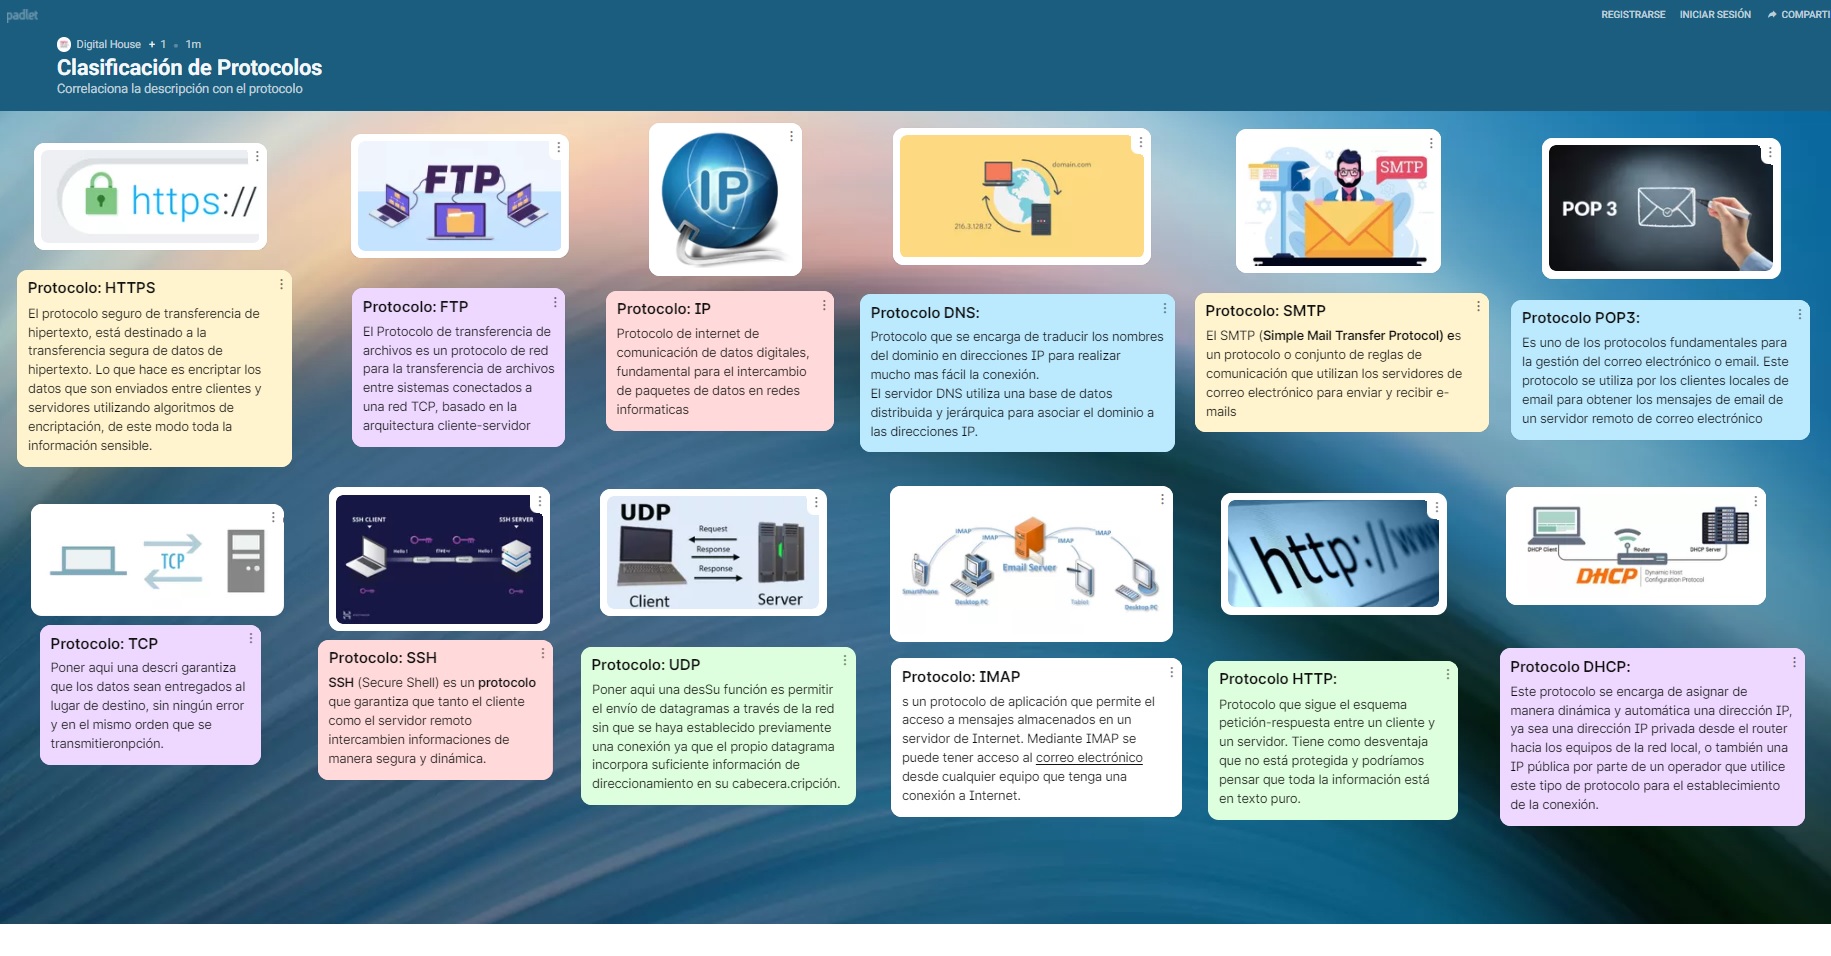 padlet
REGISTRARSE
INICIAR SESIÓN
COMPARTI
Digital House + 1 • 1m
Clasificación de Protocolos
Correlaciona la descripción con el protocolo
https://
Protocolo: HTTPS
El protocolo seguro de transferencia de
hipertexto, está destinado a la
transferencia segura de datos de
hipertexto. Lo que hace es encriptar los
datos que son enviados entre clientes y
servidores utilizando algoritmos de
encriptación, de este modo toda la
información sensible.
FTP
Protocolo: FTP
El Protocolo de transferencia de
archivos es un protocolo de red
para la transferencia de archivos
entre sistemas conectados a
una red TCP, basado en la
arquitectura cliente-servidor
IP
Protocolo: IP
Protocolo de internet de
comunicación de datos digitales,
fundamental para el intercambio
de paquetes de datos en redes
informaticas
domain.com
216.3.128.12
Protocolo DNS:
Protocolo que se encarga de traducir los nombres
del dominio en direcciones IP para realizar
mucho mas fácil la conexión.
El servidor DNS utiliza una base de datos
distribuida y jerárquica para asociar el dominio a
las direcciones IP.
SMTP
Protocolo: SMTP
El SMTP (Simple Mail Transfer Protocol) es
un protocolo o conjunto de reglas de
comunicación que utilizan los servidores de
correo electrónico para enviar y recibir e-
mails
POP 3
Protocolo POP3:
Es uno de los protocolos fundamentales para
la gestión del correo electrónico o email. Este
protocolo se utiliza por los clientes locales de
email para obtener los mensajes de email de
un servidor remoto de correo electrónico
TCP
Protocolo: TCP
Poner aqui una descri garantiza
que los datos sean entregados al
lugar de destino, sin ningún error
y en el mismo orden que se
transmitieronpción.
SSH CLIENT
SSH SERVER
Hello !
Hello !
Protocolo: SSH
SSH (Secure Shell) es un protocolo
que garantiza que tanto el cliente
como el servidor remoto
intercambien informaciones de
manera segura y dinámica.
UDP
Request
Response
Response
Client
Server
Protocolo: UDP
Poner aqui una desSu función es permitir
el envío de datagramas a través de la red
sin que se haya establecido previamente
una conexión ya que el propio datagrama
incorpora suficiente información de
direccionamiento en su cabecera.cripción.
IMAP
IMAP
IMAP
IMAP
Email Server
SmartPhone
Desktop PC
Tablet
Desktop PC
Protocolo: IMAP
s un protocolo de aplicación que permite el
acceso a mensajes almacenados en un
servidor de Internet. Mediante IMAP se
puede tener acceso al correo electrónico
desde cualquier equipo que tenga una
conexión a Internet.
http://www
Protocolo HTTP:
Protocolo que sigue el esquema
petición-respuesta entre un cliente y
un servidor. Tiene como desventaja
que no está protegida y podríamos
pensar que toda la información está
en texto puro.
DHCP Client
Router
DHCP Server
DHCP
Dynamic Host
Configuration Protocol
Protocolo DHCP:
Este protocolo se encarga de asignar de
manera dinámica y automática una dirección IP,
ya sea una dirección IP privada desde el router
hacia los equipos de la red local, o también una
IP pública por parte de un operador que utilice
este tipo de protocolo para el establecimiento
de la conexión.